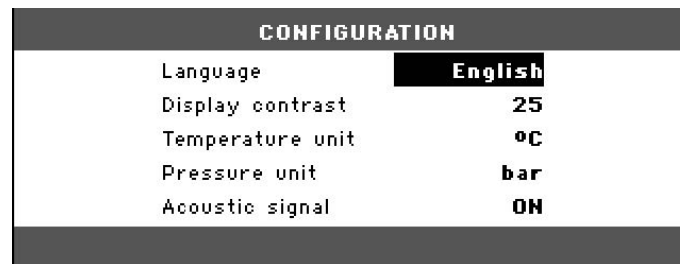 CONFIGURATION
Language English
Display contrast 25
Temperature unit ºC
Pressure unit bar
Acoustic signal ON